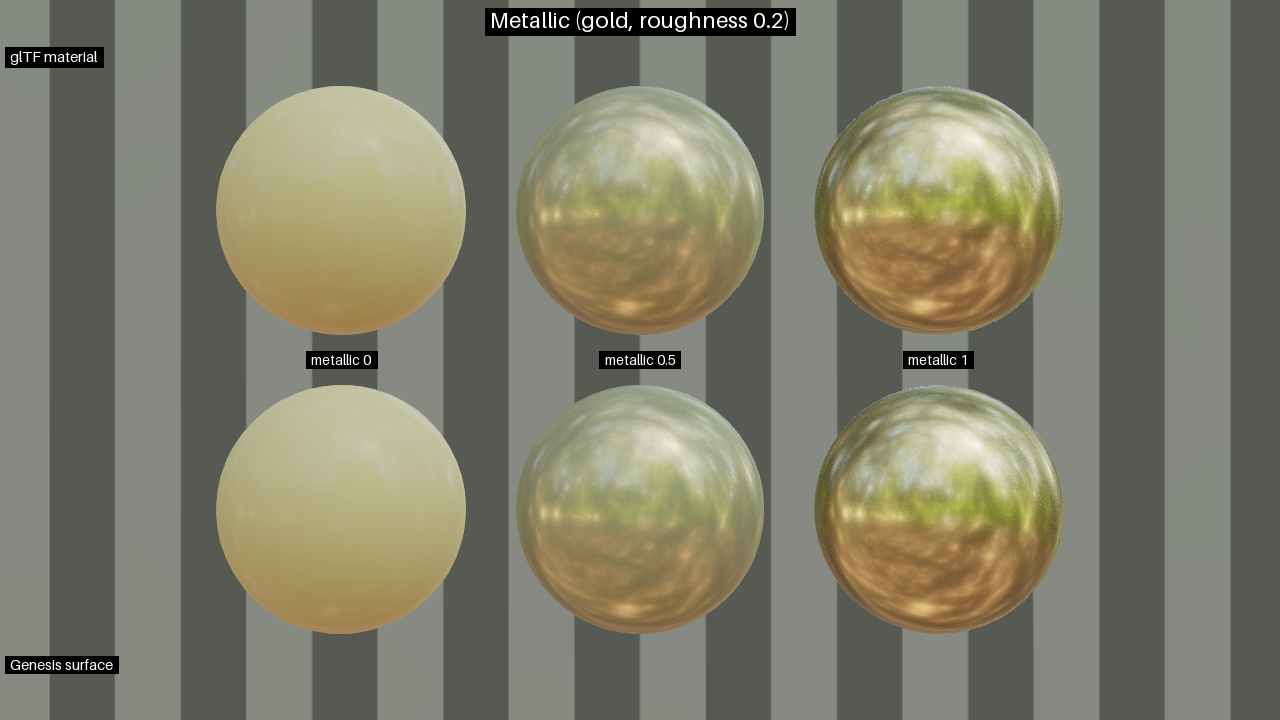 Metallic (gold, roughness 0.2)
glTF material
metallic 0
metallic 0.5
metallic 1
Genesis surface